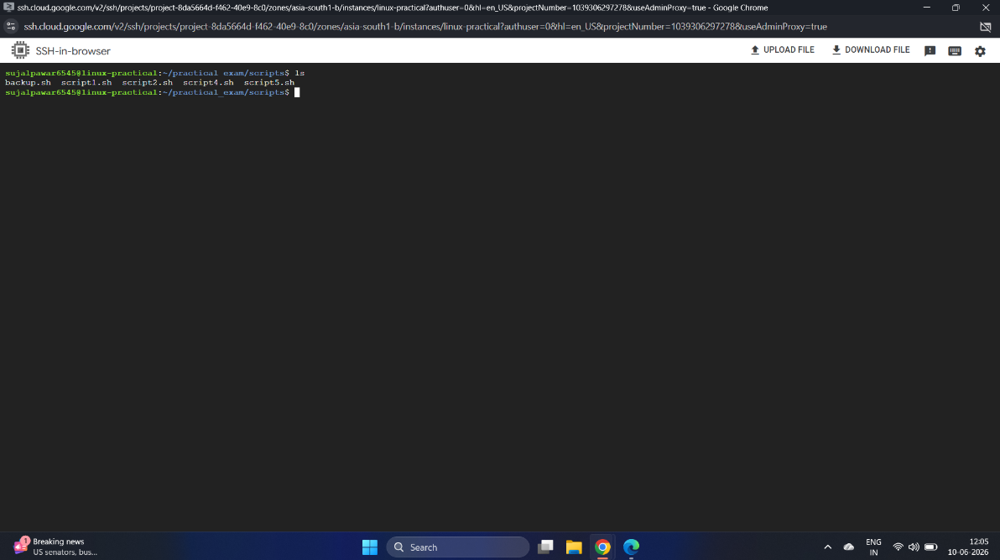 ssh.cloud.google.com/v2/ssh/projects/project-8da5664d-f462-40e9-8c0/zones/asia-south1-b/instances/linux-practical?authuser=0&hl=en_US&projectNumber=1039306297278&useAdminProxy=true - Google Chrome
ssh.cloud.google.com/v2/ssh/projects/project-8da5664d-f462-40e9-8c0/zones/asia-south1-b/instances/linux-practical?authuser=0&hl=en_US&projectNumber=1039306297278&useAdminProxy=true
SSH-in-browser
UPLOAD FILE
DOWNLOAD FILE
sujalpawar6545@linux-practical:~/practical_exam/scripts$ ls
backup.sh script1.sh script2.sh script4.sh script5.sh
sujalpawar6545@linux-practical:~/practical_exam/scripts$
1
Breaking news
US senators, bus...
Search
ENG
IN
12:05
10-06-2026